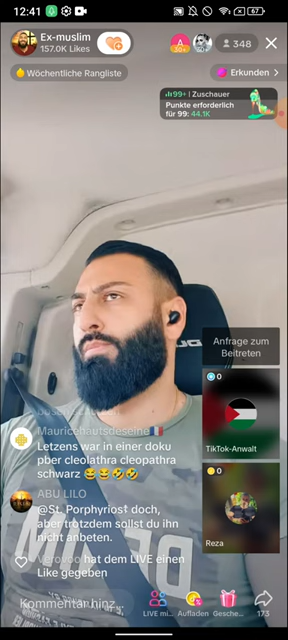 12:41
67
Ex-muslim
157.0K Likes
30+
348
Wöchentliche Rangliste
Erkunden >
99+ | Zuschauer
Punkte erforderlich
für 99: 44.1K
Anfrage zum
Beitreten
0
TikTok-Anwalt
0
Reza
Mauricehautsdeseine
Letzens war in einer doku
pber cleolathra cleopathra
schwarz
ABU LILO
@St. Porphyriost doch,
aber trotzdem sollst du ihn
nicht anbeten.
hat dem LIVE einen
Like gegeben
Kommentar hinz
LIVE mi...
Aufladen
Gesche...
173